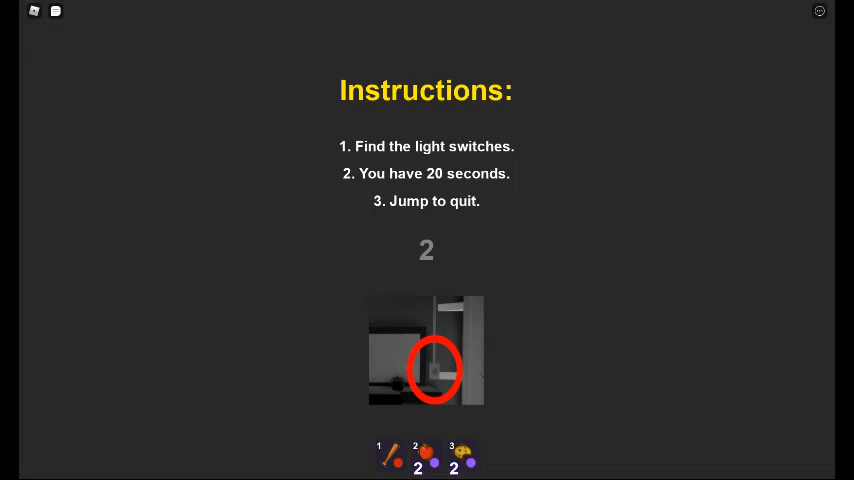 Instructions:
1. Find the light switches.
2. You have 20 seconds.
3. Jump to quit.
2
1 2 3
2 2